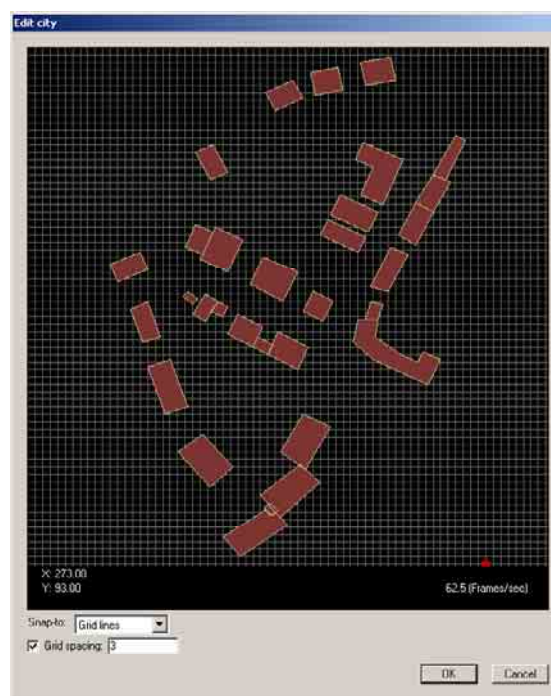 Edit city
X: 273.00
Y: 93.00
62.5 (Frames/sec)
Snap-to: Grid lines
Grid spacing: 3
OK
Cancel